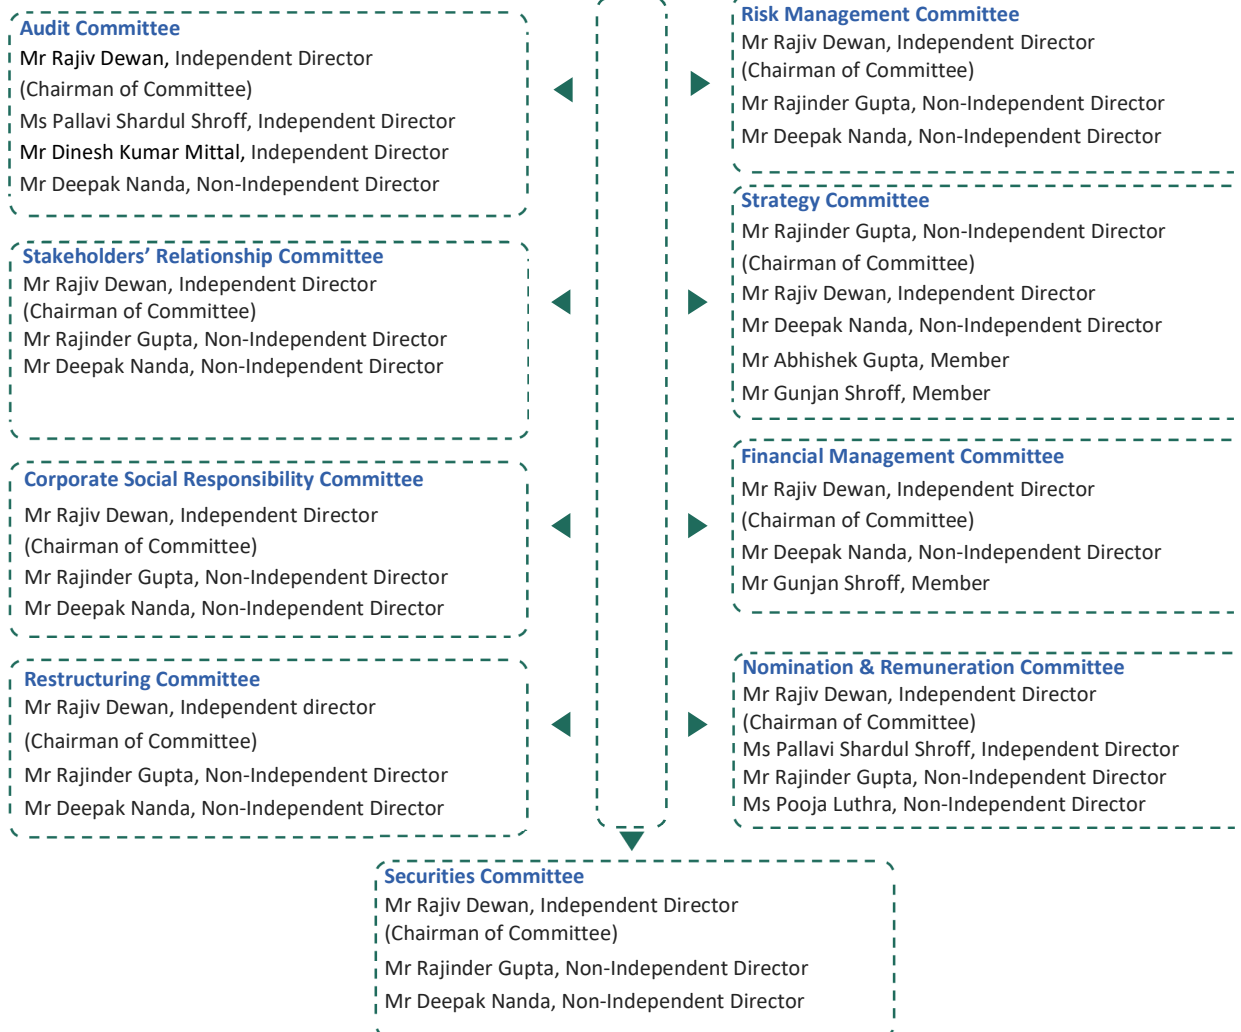 Audit Committee
Mr Rajiv Dewan, Independent Director
(Chairman of Committee)
Ms Pallavi Shardul Shroff, Independent Director
Mr Dinesh Kumar Mittal, Independent Director
Mr Deepak Nanda, Non-Independent Director
Stakeholders’ Relationship Committee
Mr Rajiv Dewan, Independent Director
(Chairman of Committee)
Mr Rajinder Gupta, Non-Independent Director
Mr Deepak Nanda, Non-Independent Director
Corporate Social Responsibility Committee
Mr Rajiv Dewan, Independent Director
(Chairman of Committee)
Mr Rajinder Gupta, Non-Independent Director
Mr Deepak Nanda, Non-Independent Director
Restructuring Committee
Mr Rajiv Dewan, Independent director
(Chairman of Committee)
Mr Rajinder Gupta, Non-Independent Director
Mr Deepak Nanda, Non-Independent Director
Risk Management Committee
Mr Rajiv Dewan, Independent Director
(Chairman of Committee)
Mr Rajinder Gupta, Non-Independent Director
Mr Deepak Nanda, Non-Independent Director
Strategy Committee
Mr Rajinder Gupta, Non-Independent Director
(Chairman of Committee)
Mr Rajiv Dewan, Independent Director
Mr Deepak Nanda, Non-Independent Director
Mr Abhishek Gupta, Member
Mr Gunjan Shroff, Member
Financial Management Committee
Mr Rajiv Dewan, Independent Director
(Chairman of Committee)
Mr Deepak Nanda, Non-Independent Director
Mr Gunjan Shroff, Member
Nomination & Remuneration Committee
Mr Rajiv Dewan, Independent Director
(Chairman of Committee)
Ms Pallavi Shardul Shroff, Independent Director
Mr Rajinder Gupta, Non-Independent Director
Ms Pooja Luthra, Non-Independent Director
Securities Committee
Mr Rajiv Dewan, Independent Director
(Chairman of Committee)
Mr Rajinder Gupta, Non-Independent Director
Mr Deepak Nanda, Non-Independent Director